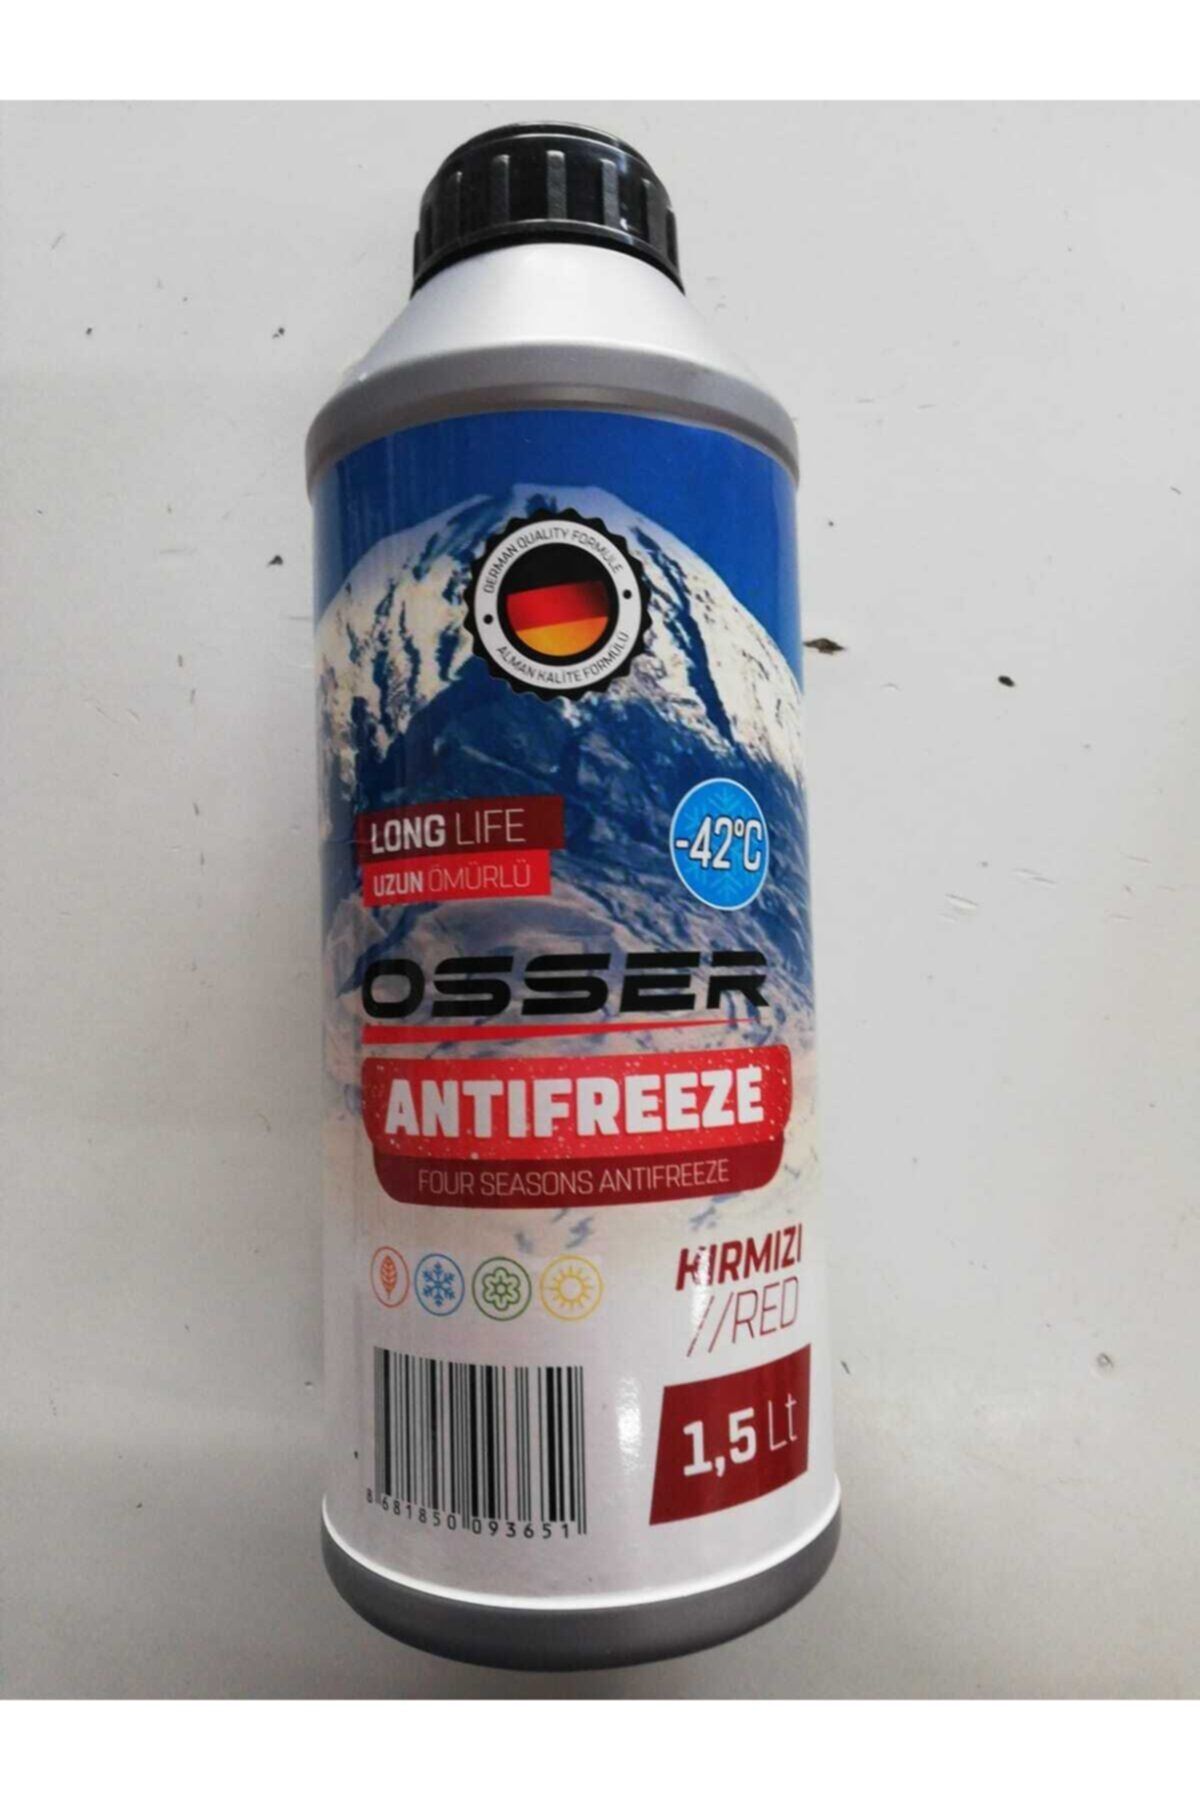 GERMAN QUALITY FORMULE
ALMAN KALİTE FORMÜLÜ
LONG LIFE
UZUN ÖMÜRLÜ
-42°C
OSSER
ANTIFREEZE
FOUR SEASONS ANTIFREEZE
KIRMIZI
//RED
1,5 Lt
8 681850 093651